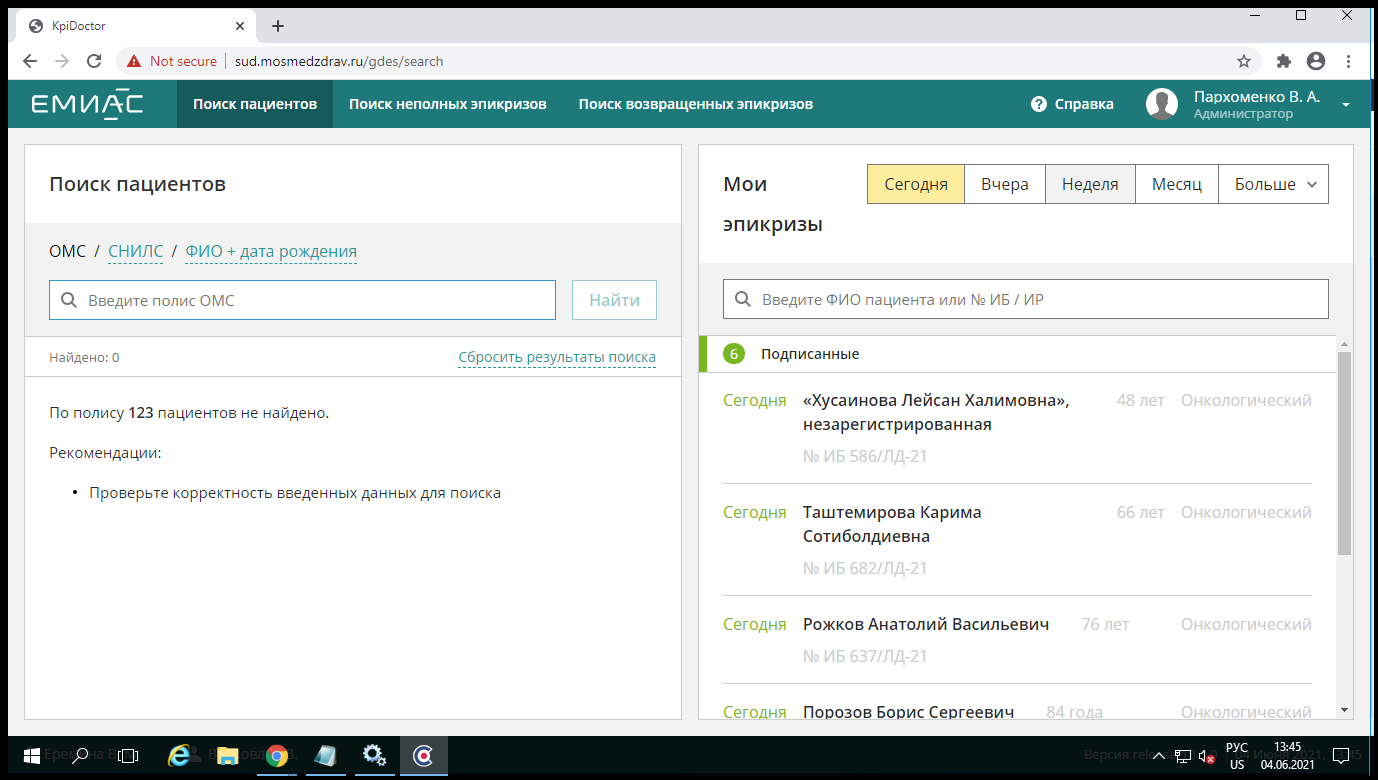 KpiDoctor
Not secure
sud.mosmedzdrav.ru/gdes/search
ЕМИАС
Поиск пациентов
Поиск неполных эпикризов
Поиск возвращенных эпикризов
Справка
Пархоменко В. А.
Администратор
Поиск пациентов
ОМС / СНИЛС / ФИО + дата рождения
Введите полис ОМС
Найти
Найдено: 0
Сбросить результаты поиска
По полису 123 пациентов не найдено.
Рекомендации:
• Проверьте корректность введенных данных для поиска
Мои
эпикризы
Сегодня
Вчера
Неделя
Месяц
Больше
Введите ФИО пациента или № ИБ / ИР
6 Подписанные
Сегодня «Хусаинова Лейсан Халимовна», 48 лет Онкологический
незарегистрированная
№ ИБ 586/ЛД-21
Сегодня Таштемирова Карима 66 лет Онкологический
Сотиболдиевна
№ ИБ 682/ЛД-21
Сегодня Рожков Анатолий Васильевич 76 лет Онкологический
№ ИБ 637/ЛД-21
Сегодня Порозов Борис Сергеевич 84 года Онкологический
РУС
US
13:45
04.06.2021